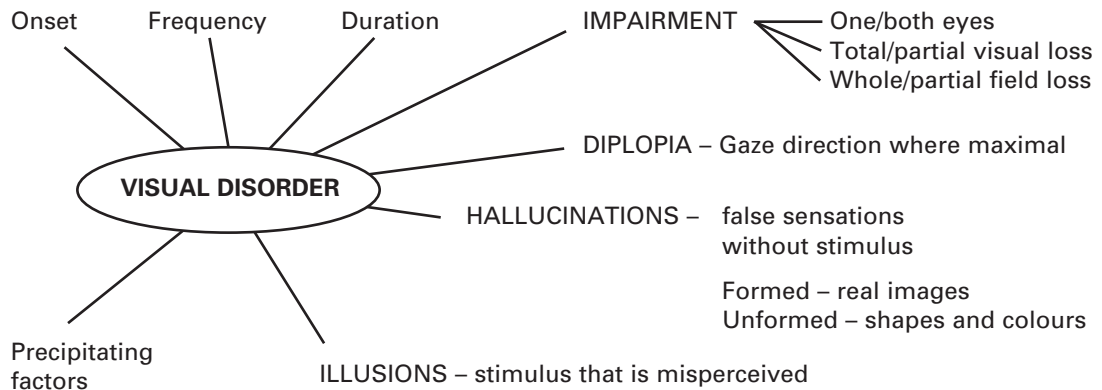 Onset
Frequency
Duration
IMPAIRMENT
One/both eyes
Total/partial visual loss
Whole/partial field loss
DIPLOPIA – Gaze direction where maximal
VISUAL DISORDER
HALLUCINATIONS – false sensations
without stimulus
Formed – real images
Unformed – shapes and colours
Precipitating
factors
ILLUSIONS – stimulus that is misperceived